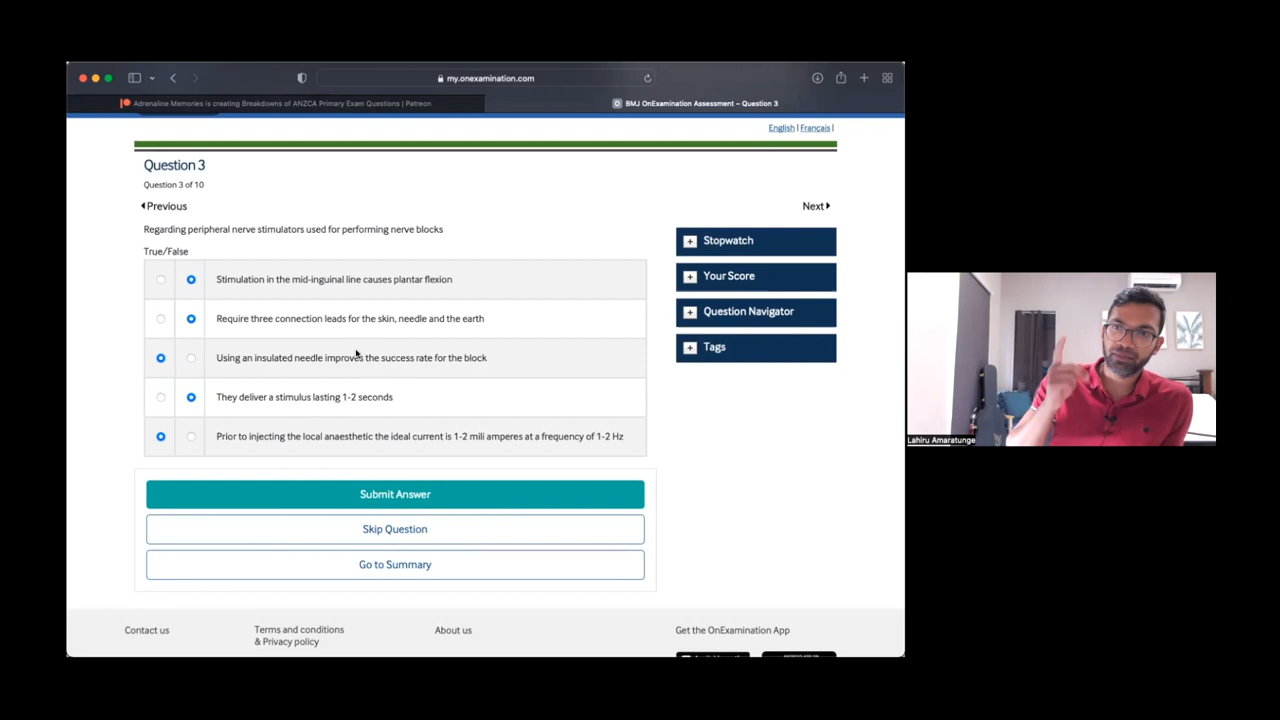 my.onexamination.com
Adrenaline Memories is creating Breakdowns of ANZCA Primary Exam Questions | Patreon
BMJ OnExamination Assessment – Question 3
English | Français |
Question 3
Question 3 of 10
Previous
Next
Regarding peripheral nerve stimulators used for performing nerve blocks
True/False
Stimulation in the mid-inguinal line causes plantar flexion
Require three connection leads for the skin, needle and the earth
Using an insulated needle improves the success rate for the block
They deliver a stimulus lasting 1-2 seconds
Prior to injecting the local anaesthetic the ideal current is 1-2 mili amperes at a frequency of 1-2 Hz
Stopwatch
Your Score
Question Navigator
Tags
Submit Answer
Skip Question
Go to Summary
Contact us
Terms and conditions
& Privacy policy
About us
Get the OnExamination App
Lahiru Amaratunge